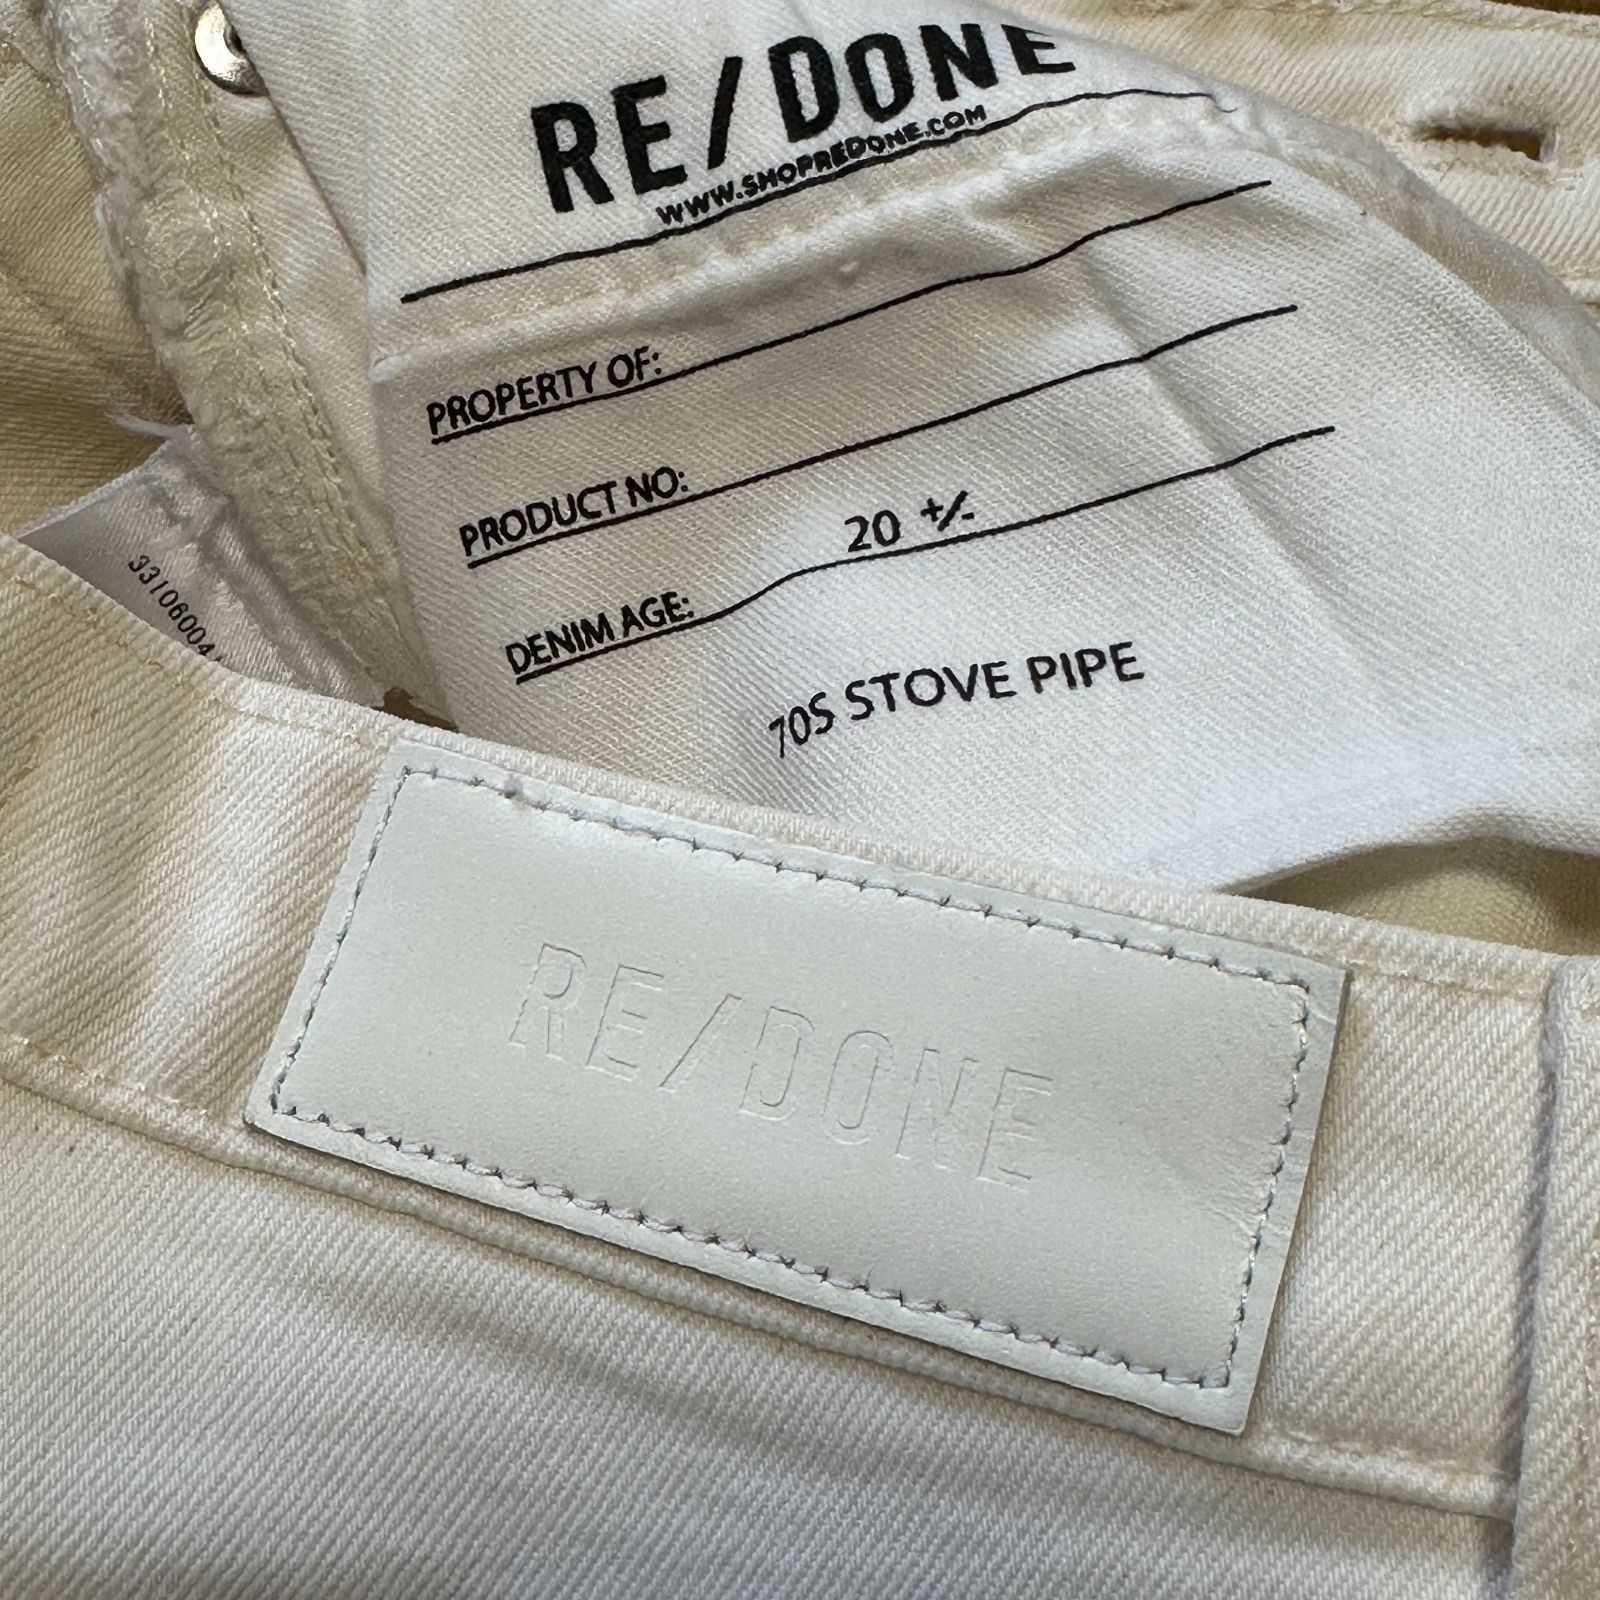 RE/DONE
WWW.SHOPREDONE.COM
PROPERTY OF:
PRODUCT NO:
DENIM AGE: 20 +/-
70S STOVE PIPE
RE/DONE